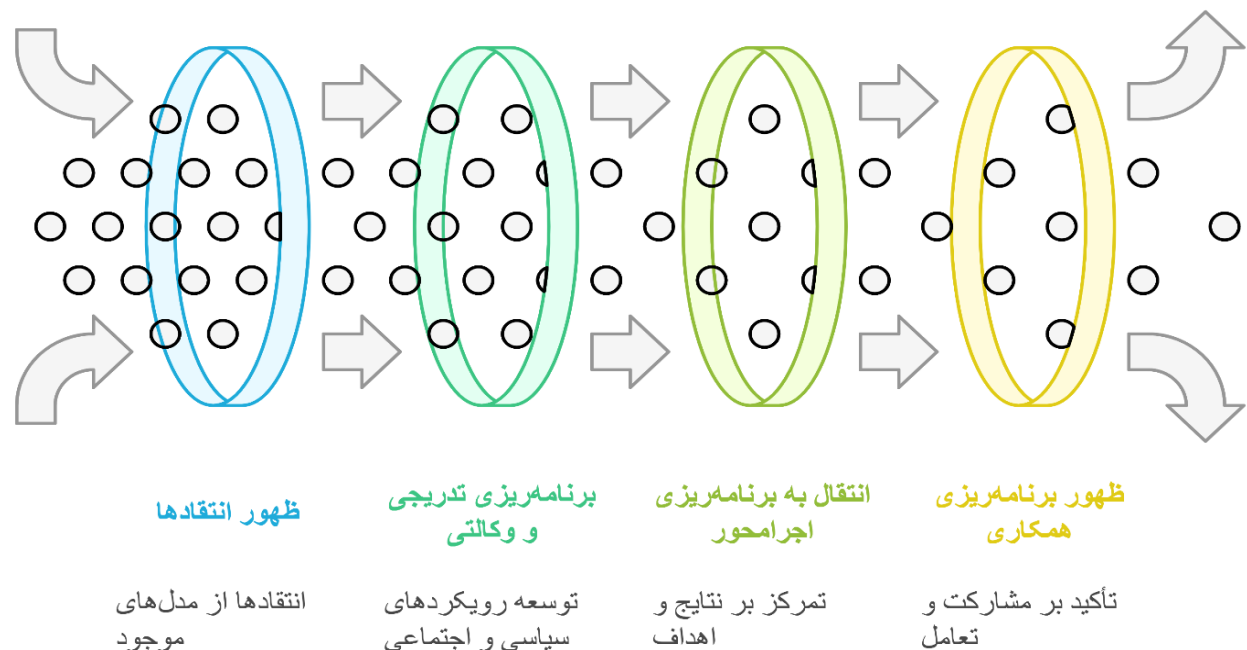 ظهور انتقادها
انتقادها از مدل‌های
موجود
برنامه‌ریزی تدریجی
و وکالتی
توسعه رویکردهای
سیاسی و اجتماعی
انتقال به برنامه‌ریزی
اجرامحور
تمرکز بر نتایج و
اهداف
ظهور برنامه‌ریزی
همکاری
تأکید بر مشارکت و
تعامل